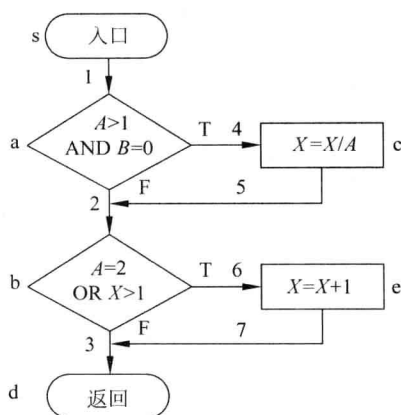 s 入口
1
a A>1 T 4 X=X/A c
AND B=0
F 5
2
b A=2 T 6 X=X+1 e
OR X>1
F 7
3
d 返回